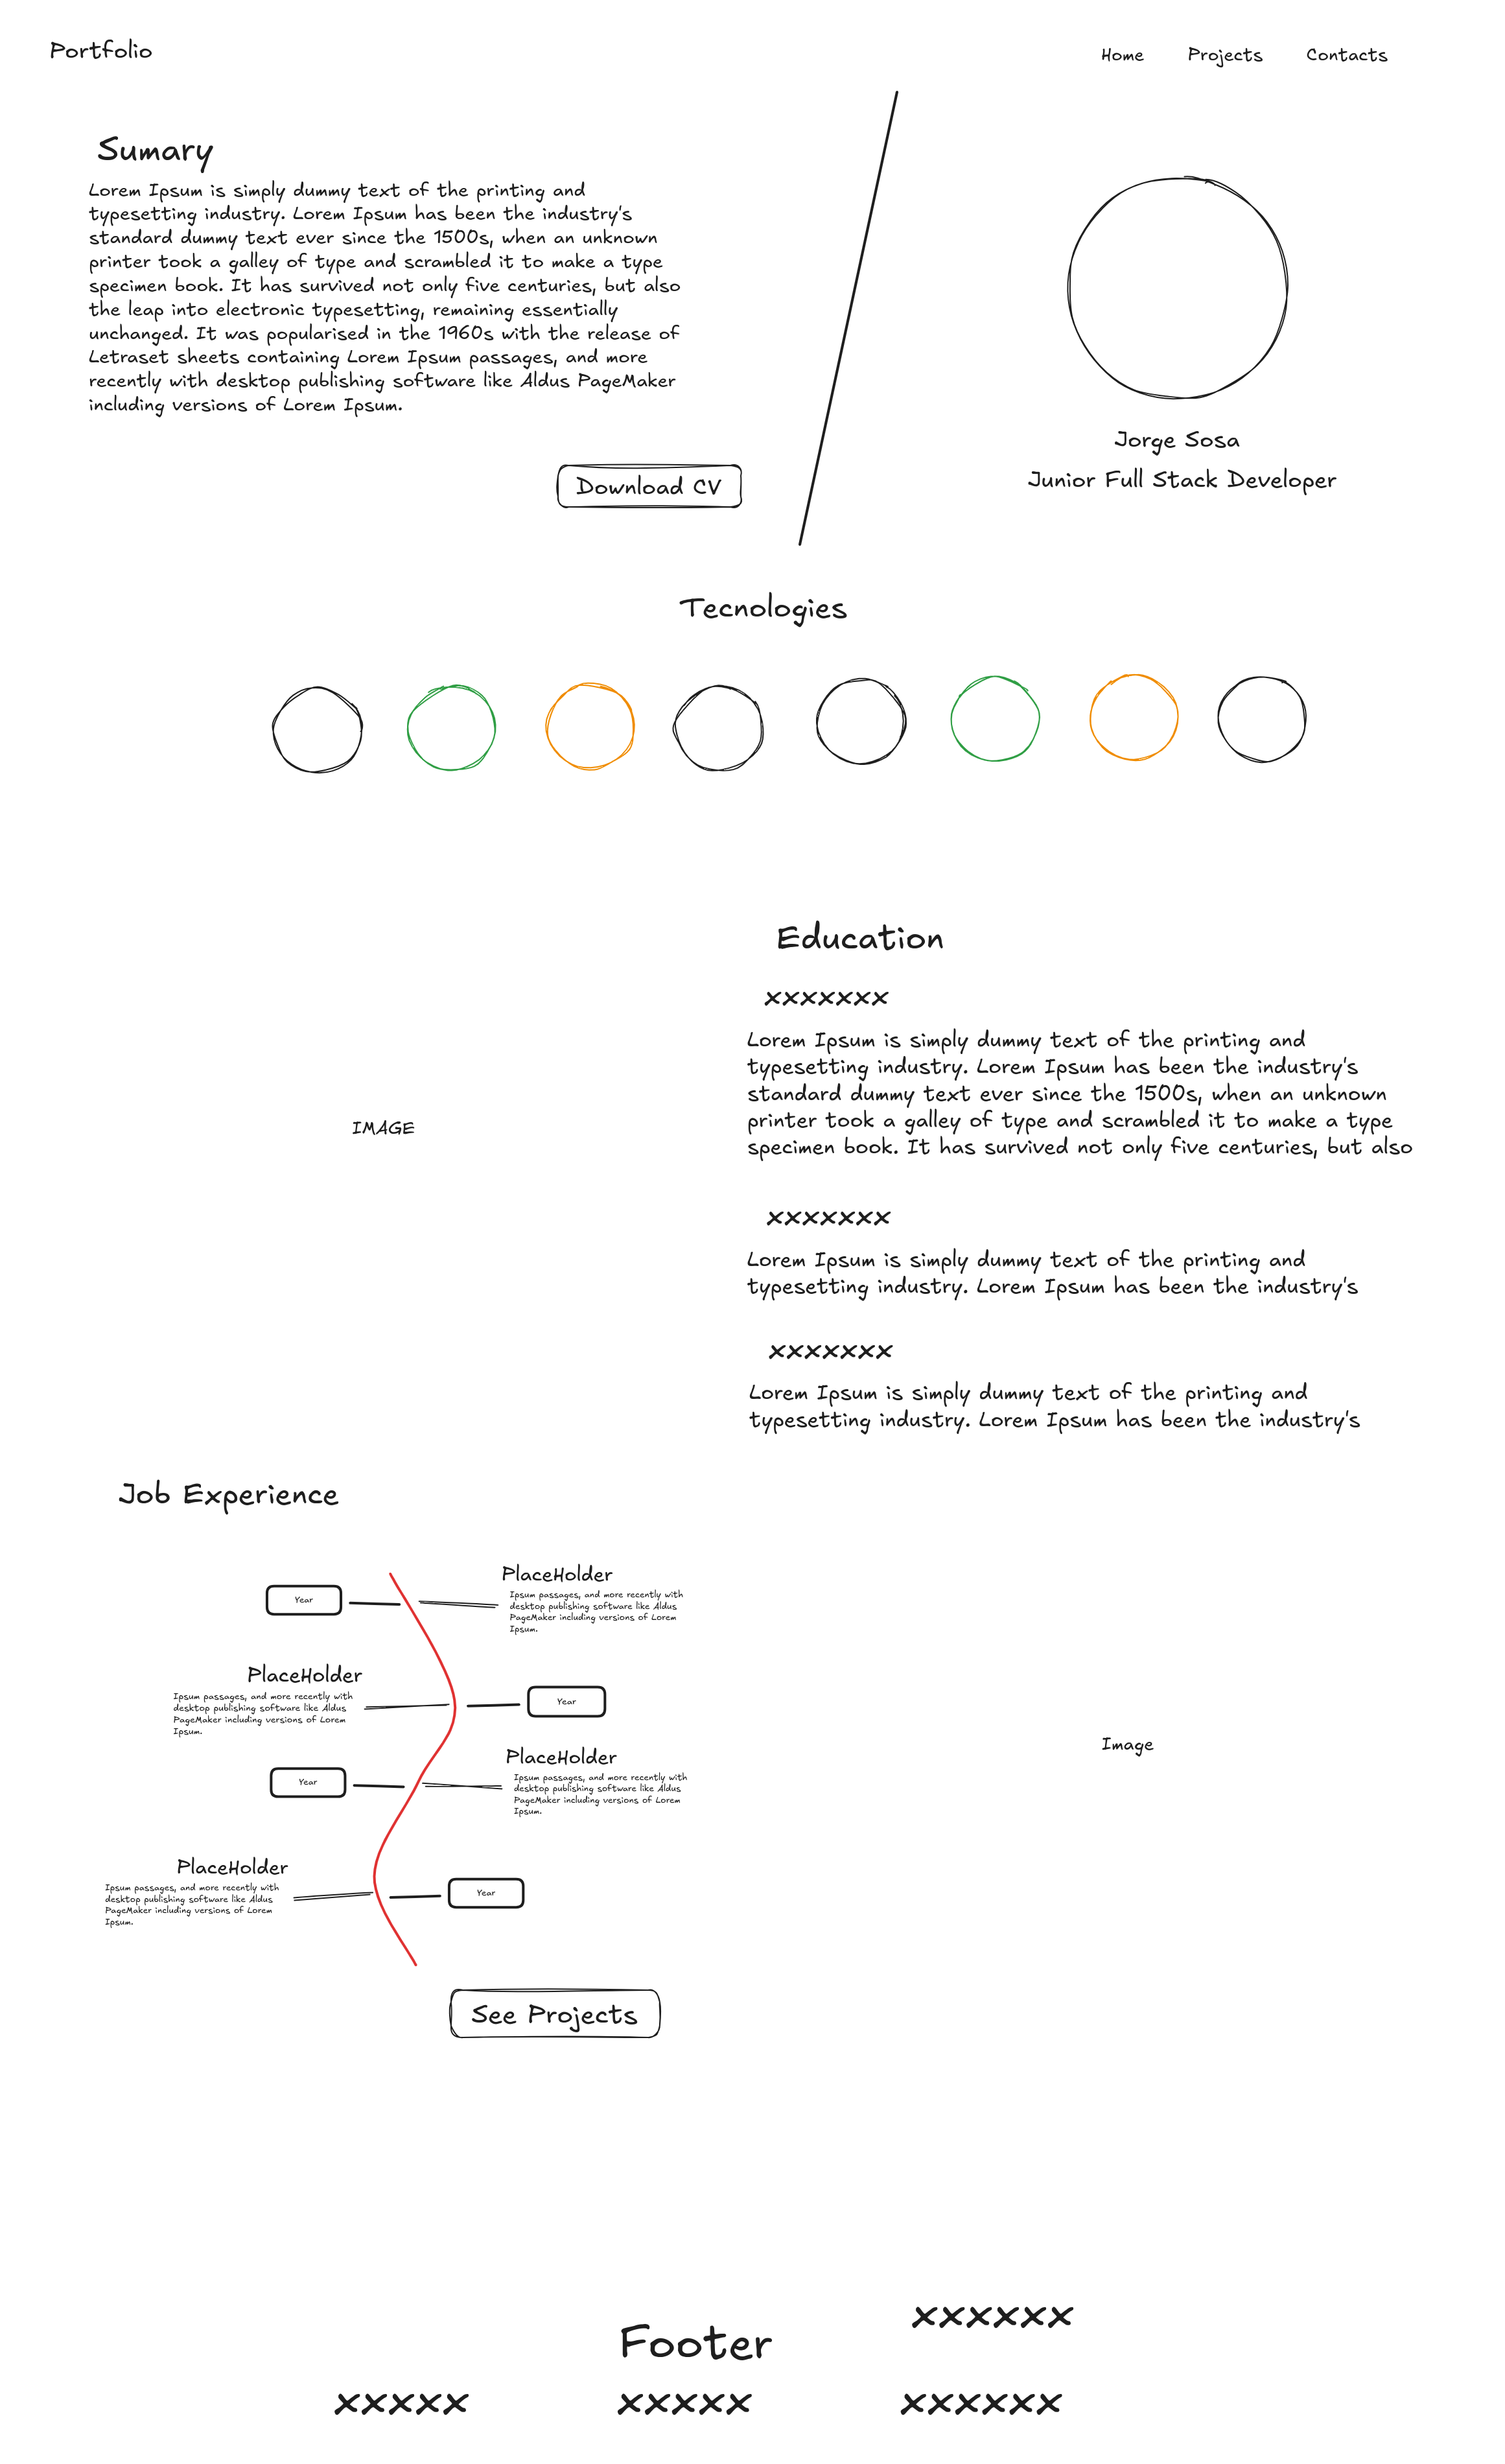 Portfolio
Home
Projects
Contacts
Sumary
Lorem Ipsum is simply dummy text of the printing and
typesetting industry. Lorem Ipsum has been the industry's
standard dummy text ever since the 1500s, when an unknown
printer took a galley of type and scrambled it to make a type
specimen book. It has survived not only five centuries, but also
the leap into electronic typesetting, remaining essentially
unchanged. It was popularised in the 1960s with the release of
Letraset sheets containing Lorem Ipsum passages, and more
recently with desktop publishing software like Aldus PageMaker
including versions of Lorem Ipsum.
Download CV
Jorge Sosa
Junior Full Stack Developer
Tecnologies
IMAGE
Education
xxxxxxx
Lorem Ipsum is simply dummy text of the printing and
typesetting industry. Lorem Ipsum has been the industry's
standard dummy text ever since the 1500s, when an unknown
printer took a galley of type and scrambled it to make a type
specimen book. It has survived not only five centuries, but also
xxxxxxx
Lorem Ipsum is simply dummy text of the printing and
typesetting industry. Lorem Ipsum has been the industry's
xxxxxxx
Lorem Ipsum is simply dummy text of the printing and
typesetting industry. Lorem Ipsum has been the industry's
Job Experience
Year
PlaceHolder
Ipsum passages, and more recently with
desktop publishing software like Aldus
PageMaker including versions of Lorem
Ipsum.
PlaceHolder
Ipsum passages, and more recently with
desktop publishing software like Aldus
PageMaker including versions of Lorem
Ipsum.
Year
Year
PlaceHolder
Ipsum passages, and more recently with
desktop publishing software like Aldus
PageMaker including versions of Lorem
Ipsum.
PlaceHolder
Ipsum passages, and more recently with
desktop publishing software like Aldus
PageMaker including versions of Lorem
Ipsum.
Year
See Projects
Image
xxxxxx
Footer
xxxxx
xxxxx
xxxxxx